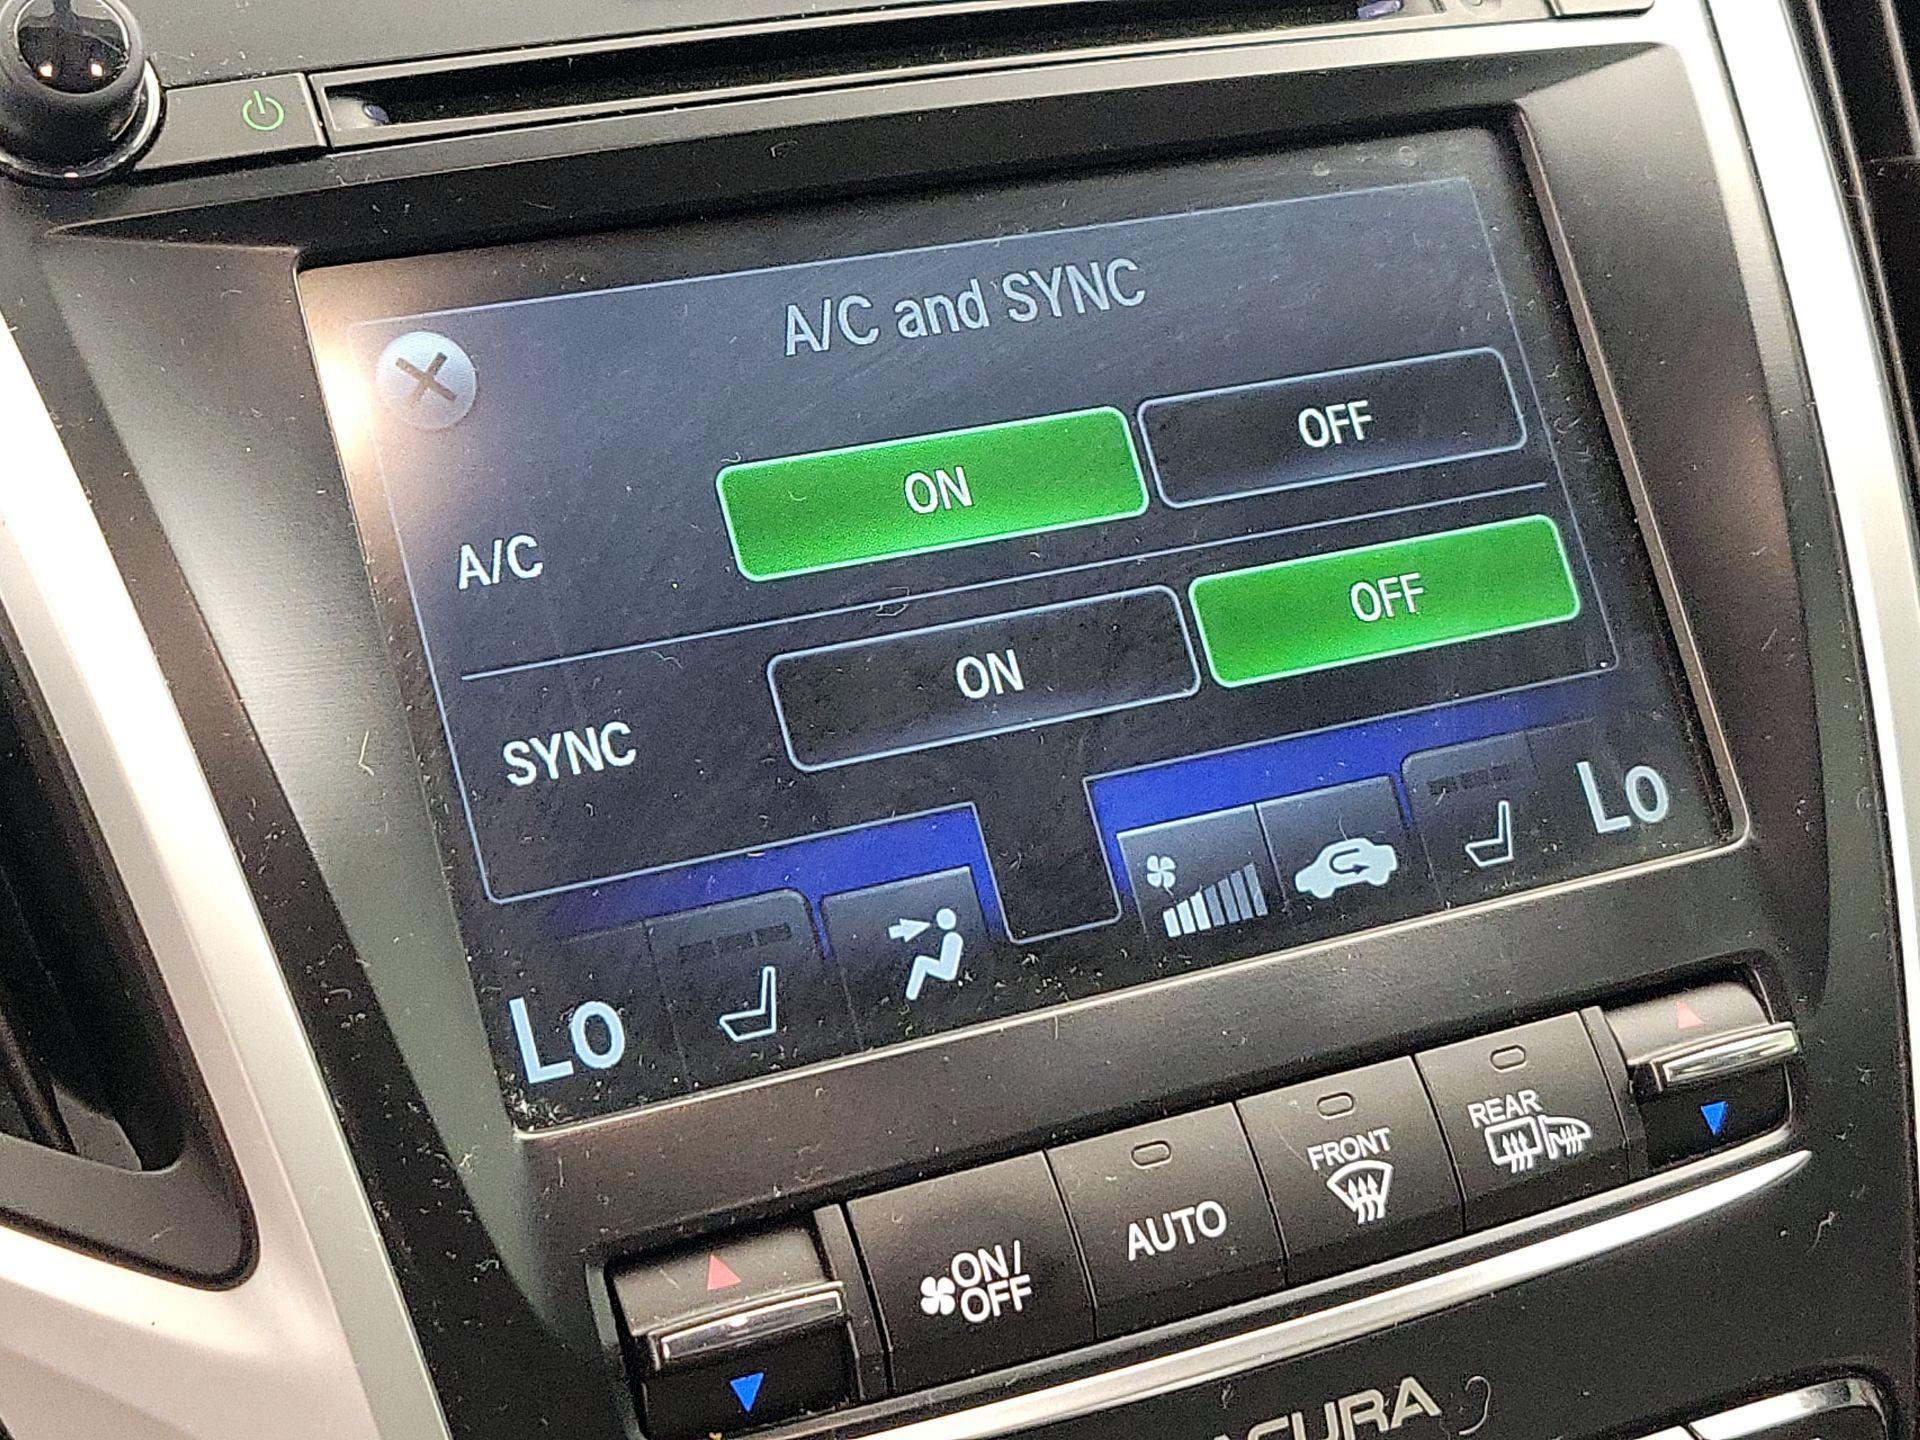 A/C and SYNC
A/C
ON
OFF
SYNC
ON
OFF
Lo
Lo
ON/
OFF
AUTO
FRONT
REAR
ACURA